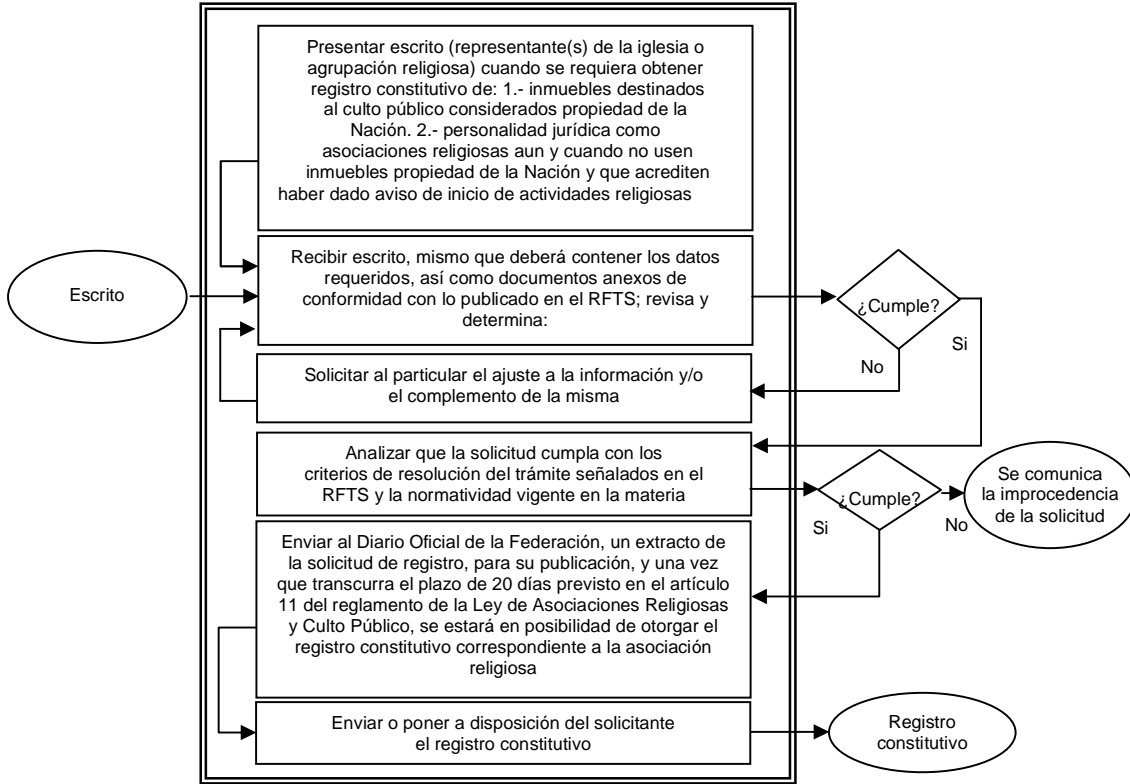 Presentar escrito (representante(s) de la iglesia o
agrupación religiosa) cuando se requiera obtener
registro constitutivo de: 1.- inmuebles destinados
al culto público considerados propiedad de la
Nación. 2.- personalidad jurídica como
asociaciones religiosas aun y cuando no usen
inmuebles propiedad de la Nación y que acrediten
haber dado aviso de inicio de actividades religiosas
Escrito
Recibir escrito, mismo que deberá contener los datos
requeridos, así como documentos anexos de
conformidad con lo publicado en el RFTS; revisa y
determina:
¿Cumple?
Si
No
Solicitar al particular el ajuste a la información y/o
el complemento de la misma
Analizar que la solicitud cumpla con los
criterios de resolución del trámite señalados en el
RFTS y la normatividad vigente en la materia
¿Cumple?
Si
No
Se comunica
la improcedencia
de la solicitud
Enviar al Diario Oficial de la Federación, un extracto de
la solicitud de registro, para su publicación, y una vez
que transcurra el plazo de 20 días previsto en el artículo
11 del reglamento de la Ley de Asociaciones Religiosas
y Culto Público, se estará en posibilidad de otorgar el
registro constitutivo correspondiente a la asociación
religiosa
Enviar o poner a disposición del solicitante
el registro constitutivo
Registro
constitutivo